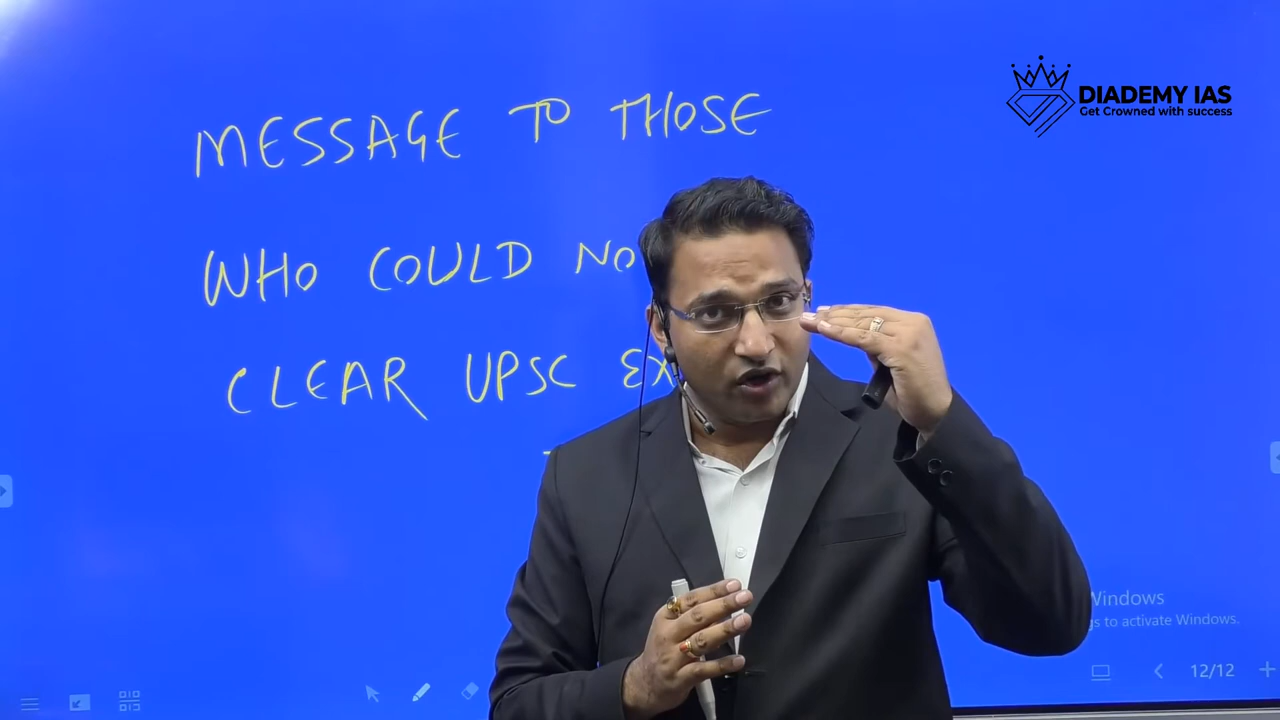 MESSAGE TO THOSE
WHO COULD NO
CLEAR UPSC EX
DIADEMY IAS
Get Crowned with success
Windows
gs to activate Windows.
12/12